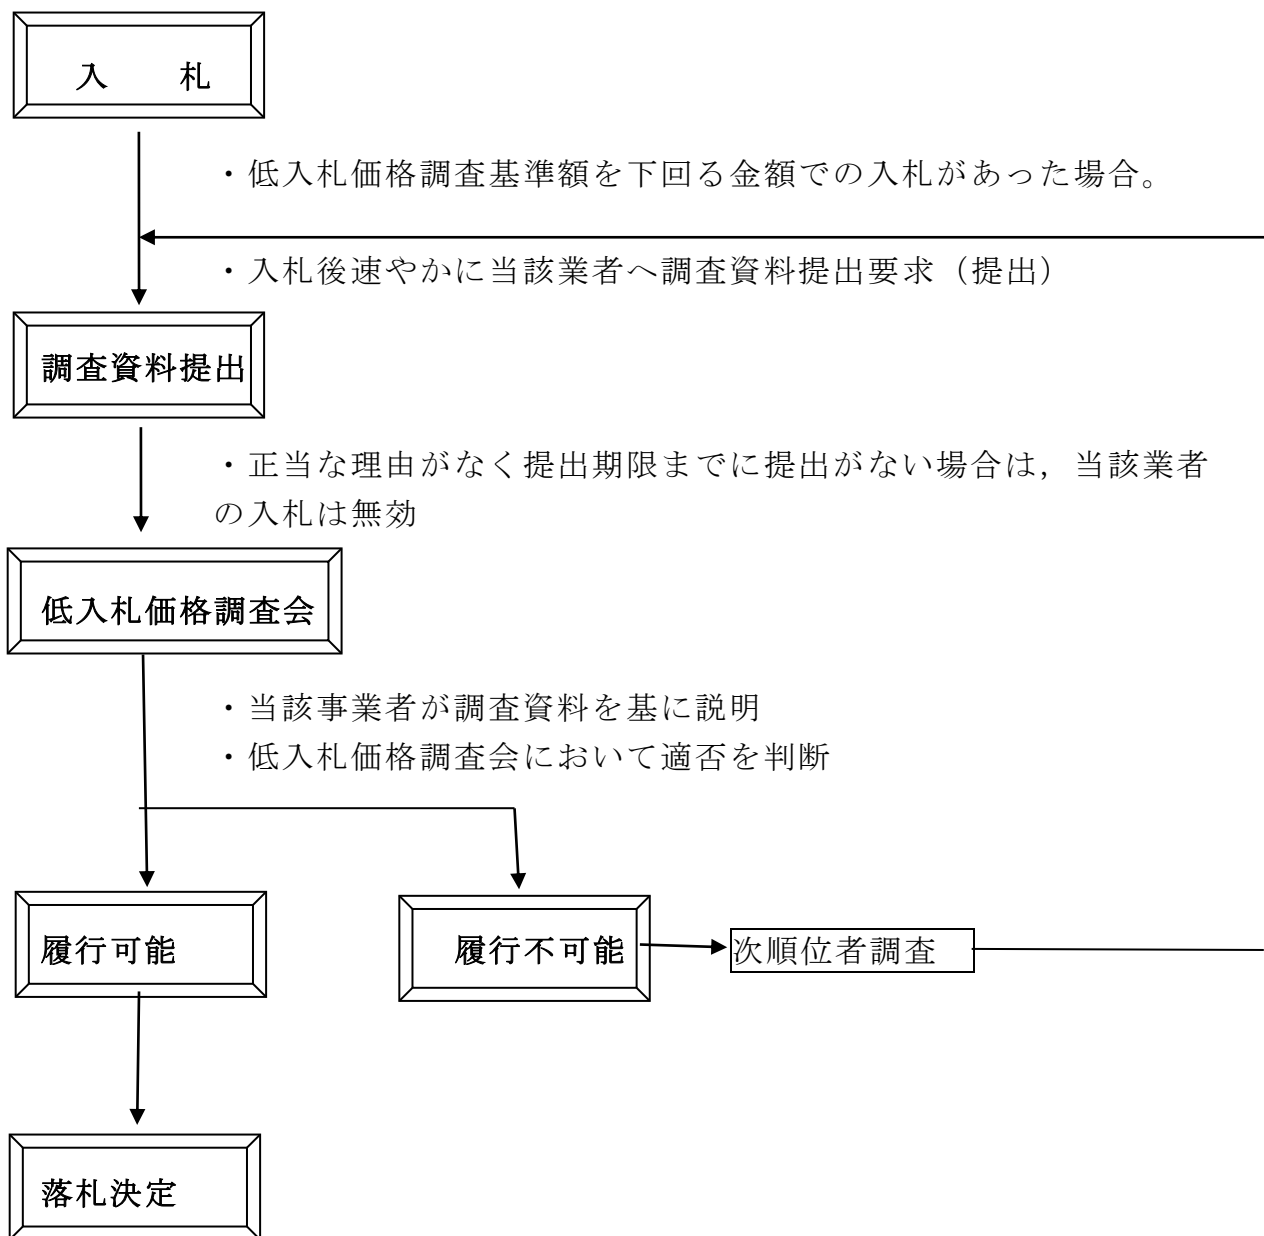 入　　札
・低入札価格調査基準額を下回る金額での入札があった場合。
・入札後速やかに当該業者へ調査資料提出要求（提出）
調査資料提出
・正当な理由がなく提出期限までに提出がない場合は，当該業者
の入札は無効
低入札価格調査会
・当該事業者が調査資料を基に説明
・低入札価格調査会において適否を判断
履行可能
履行不可能
次順位者調査
落札決定